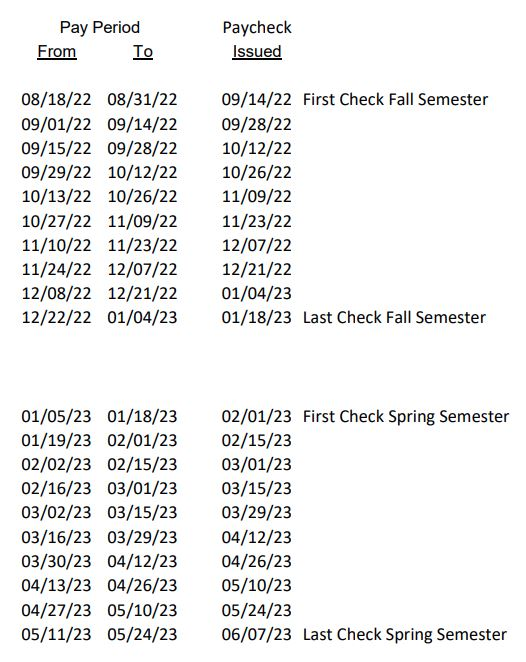 Pay Period Paycheck
From To Issued
08/18/22 08/31/22 09/14/22 First Check Fall Semester
09/01/22 09/14/22 09/28/22
09/15/22 09/28/22 10/12/22
09/29/22 10/12/22 10/26/22
10/13/22 10/26/22 11/09/22
10/27/22 11/09/22 11/23/22
11/10/22 11/23/22 12/07/22
11/24/22 12/07/22 12/21/22
12/08/22 12/21/22 01/04/23
12/22/22 01/04/23 01/18/23 Last Check Fall Semester
01/05/23 01/18/23 02/01/23 First Check Spring Semester
01/19/23 02/01/23 02/15/23
02/02/23 02/15/23 03/01/23
02/16/23 03/01/23 03/15/23
03/02/23 03/15/23 03/29/23
03/16/23 03/29/23 04/12/23
03/30/23 04/12/23 04/26/23
04/13/23 04/26/23 05/10/23
04/27/23 05/10/23 05/24/23
05/11/23 05/24/23 06/07/23 Last Check Spring Semester